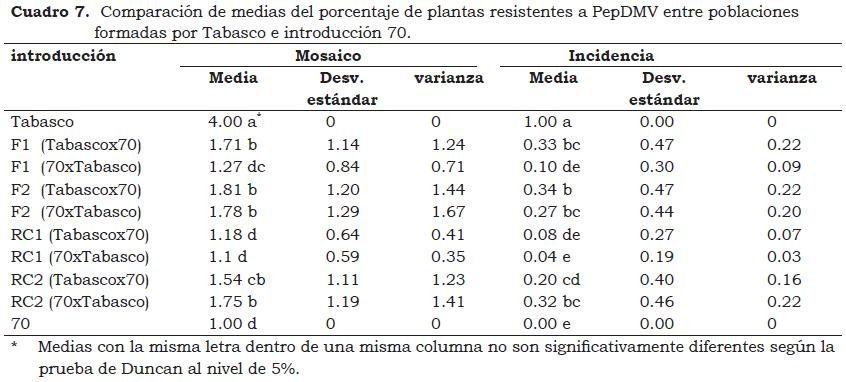 Cuadro 7. Comparación de medias del porcentaje de plantas resistentes a PepDMV entre poblaciones
formadas por Tabasco e introducción 70.
introducción Mosaico Incidencia
Media Desv. estándar varianza Media Desv. estándar varianza
Tabasco 4.00 a* 0 0 1.00 a 0.00 0
F1 (Tabascox70) 1.71 b 1.14 1.24 0.33 bc 0.47 0.22
F1 (70xTabasco) 1.27 dc 0.84 0.71 0.10 de 0.30 0.09
F2 (Tabascox70) 1.81 b 1.20 1.44 0.34 b 0.47 0.22
F2 (70xTabasco) 1.78 b 1.29 1.67 0.27 bc 0.44 0.20
RC1 (Tabascox70) 1.18 d 0.64 0.41 0.08 de 0.27 0.07
RC1 (70xTabasco) 1.1 d 0.59 0.35 0.04 e 0.19 0.03
RC2 (Tabascox70) 1.54 cb 1.11 1.23 0.20 cd 0.40 0.16
RC2 (70xTabasco) 1.75 b 1.19 1.41 0.32 bc 0.46 0.22
70 1.00 d 0 0 0.00 e 0.00 0
* Medias con la misma letra dentro de una misma columna no son significativamente diferentes según la
prueba de Duncan al nivel de 5%.